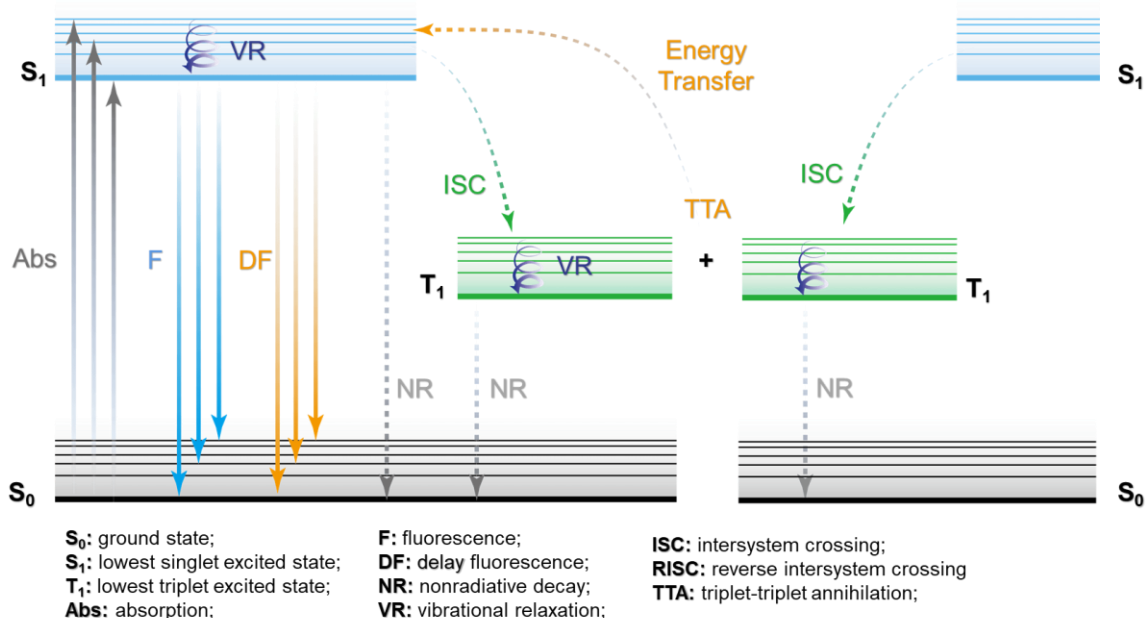 VR
Energy
Transfer
S₁
S₁
ISC
ISC
TTA
Abs
F
DF
VR
+
T₁
T₁
NR
NR
NR
S₀
S₀
S₀: ground state;
S₁: lowest singlet excited state;
T₁: lowest triplet excited state;
Abs: absorption;
F: fluorescence;
DF: delay fluorescence;
NR: nonradiative decay;
VR: vibrational relaxation;
ISC: intersystem crossing;
RISC: reverse intersystem crossing
TTA: triplet-triplet annihilation;